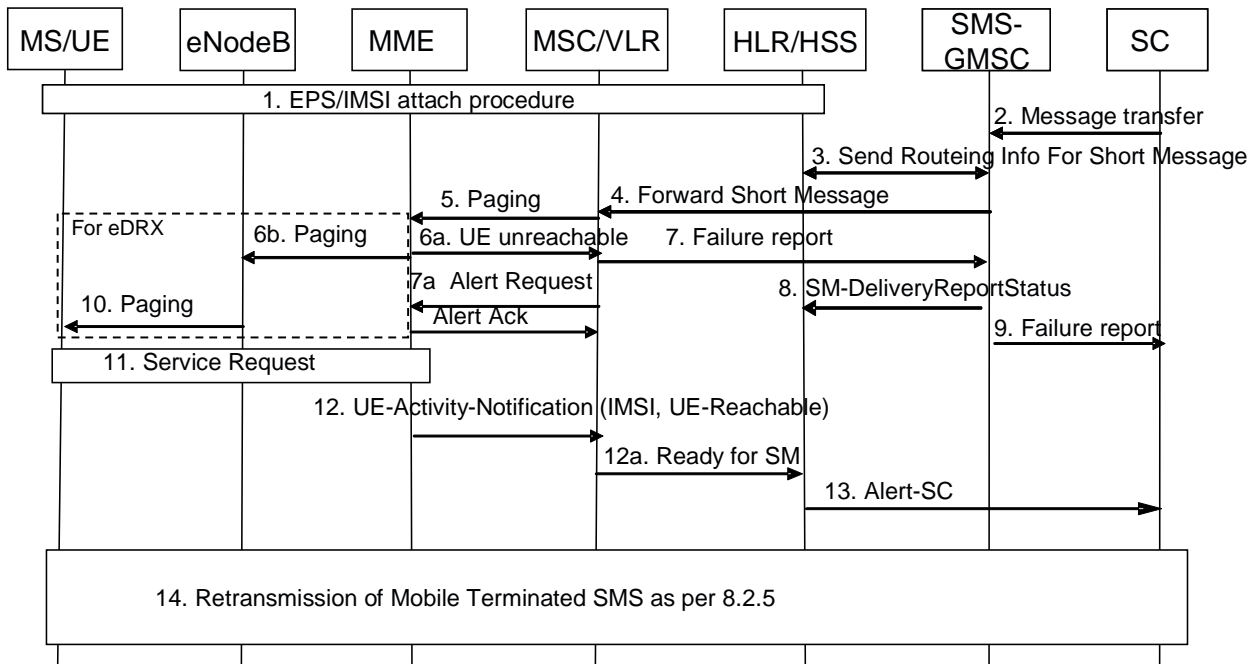 MS/UE
eNodeB
MME
MSC/VLR
HLR/HSS
SMS-
GMSC
SC
1. EPS/IMSI attach procedure
2. Message transfer
3. Send Routeing Info For Short Message
4. Forward Short Message
5. Paging
For eDRX
6b. Paging
6a. UE unreachable
7. Failure report
7a Alert Request
8. SM-DeliveryReportStatus
10. Paging
Alert Ack
9. Failure report
11. Service Request
12. UE-Activity-Notification (IMSI, UE-Reachable)
12a. Ready for SM
13. Alert-SC
14. Retransmission of Mobile Terminated SMS as per 8.2.5